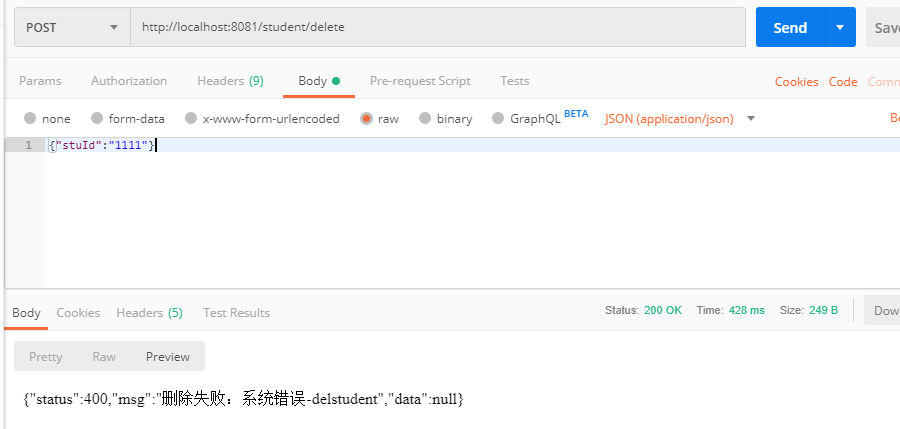 POST http://localhost:8081/student/delete Send Save
Params Authorization Headers (9) Body Pre-request Script Tests Cookies Code Comm
none form-data x-www-form-urlencoded raw binary GraphQL BETA JSON (application/json) Be
1 {"stuId":"1111"}
Body Cookies Headers (5) Test Results Status: 200 OK Time: 428 ms Size: 249 B Dow
Pretty Raw Preview
{"status":400,"msg":"删除失败：系统错误-delstudent","data":null}